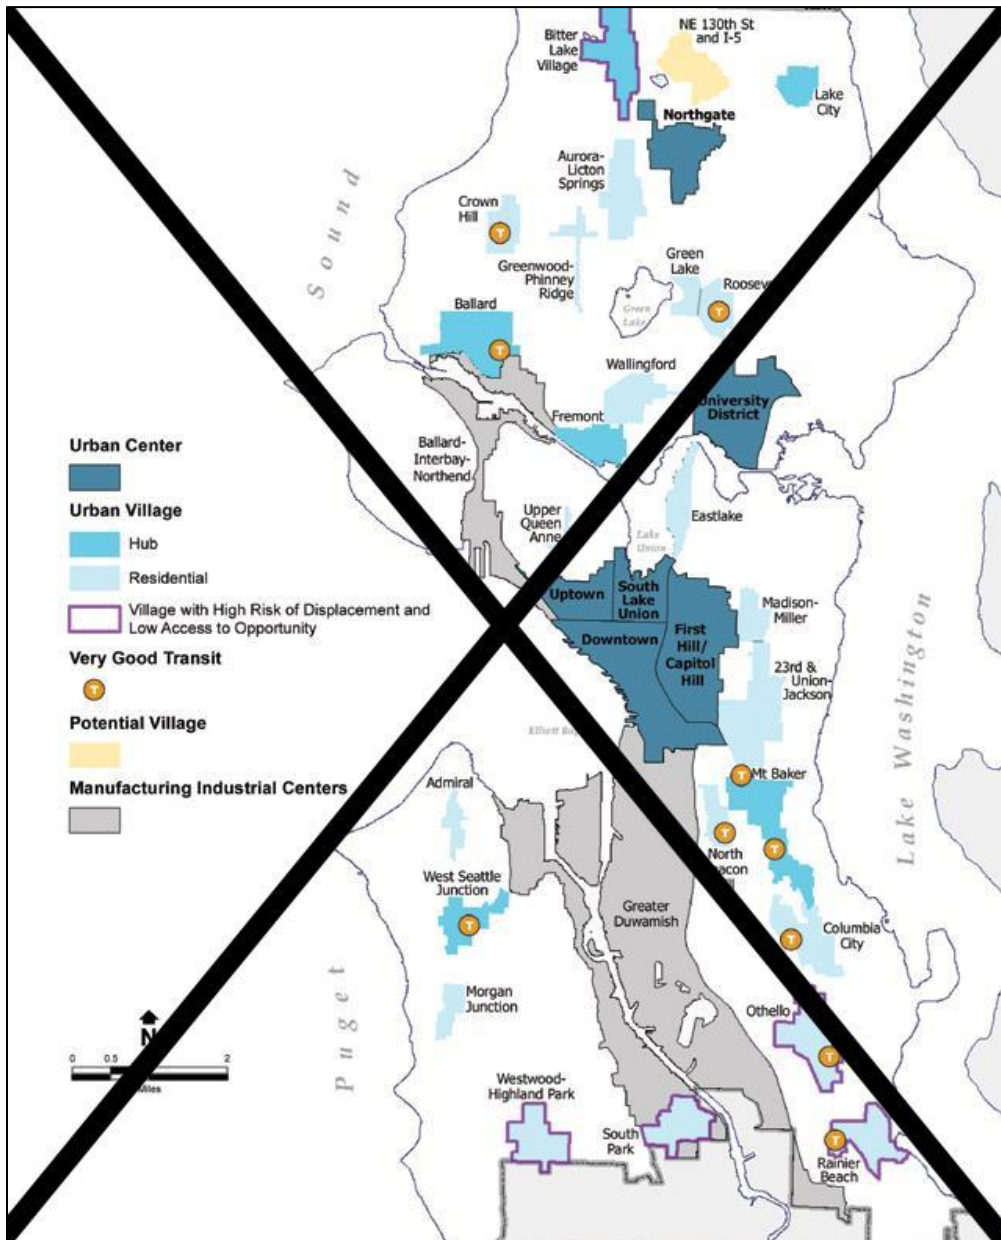 Bitter
Lake
Village
NE 130th St
and I-5
Lake
City
Northgate
Aurora-
Licton
Springs
Crown
Hill
T
Greenwood-
Phinney
Ridge
Green
Lake
Roosev
T
Green
Lake
Sound
Ballard
T
Wallingford
Fremont
University
District
Ballard-
Interbay-
Northend
Upper
Queen
Anne
Eastlake
Lake
Union
Urban Center
Urban Village
Hub
Residential
Village with High Risk of Displacement and
Low Access to Opportunity
Very Good Transit
T
Potential Village
Manufacturing Industrial Centers
Uptown
South
Lake
Union
Downtown
First
Hill/
Capitol
Hill
Madison-
Miller
23rd &
Union-
Jackson
Lake Washington
Elliott
T
Mt Baker
T
North
T
Admiral
West Seattle
Junction
T
Greater
Duwamish
Columbia
City
T
Morgan
Junction
Puget
Othello
T
N
0 0.5 2
Miles
Westwood-
Highland Park
South
Park
T
Rainier
Beach